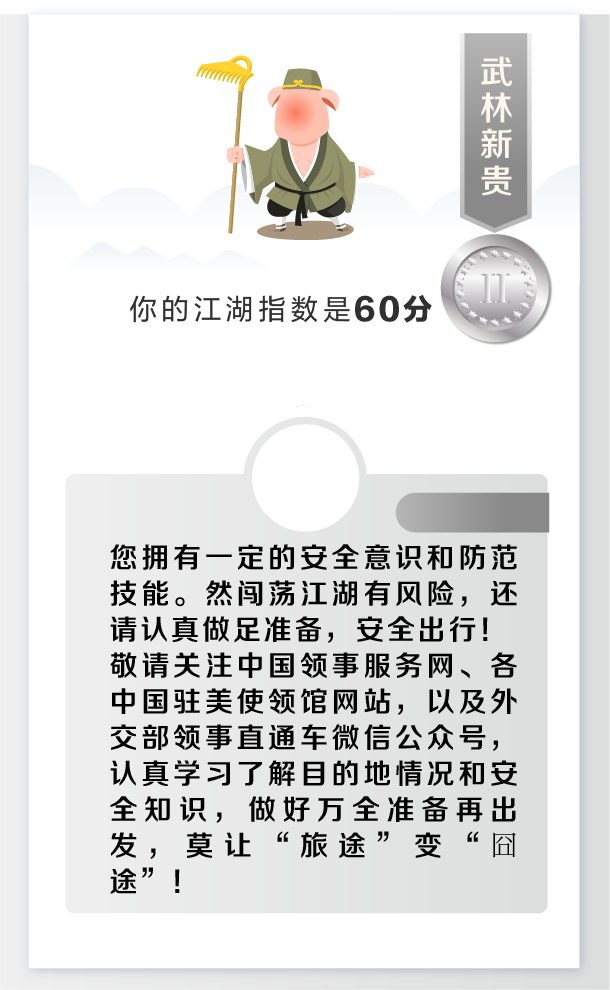 武林新贵
II
你的江湖指数是60分
您拥有一定的安全意识和防范
技能。然闯荡江湖有风险，还
请认真做足准备，安全出行！
敬请关注中国领事服务网、各
中国驻美使领馆网站，以及外
交部领事直通车微信公众号，
认真学习了解目的地情况和安
全知识，做好万全准备再出
发，莫让“旅途”变“囧
途”！